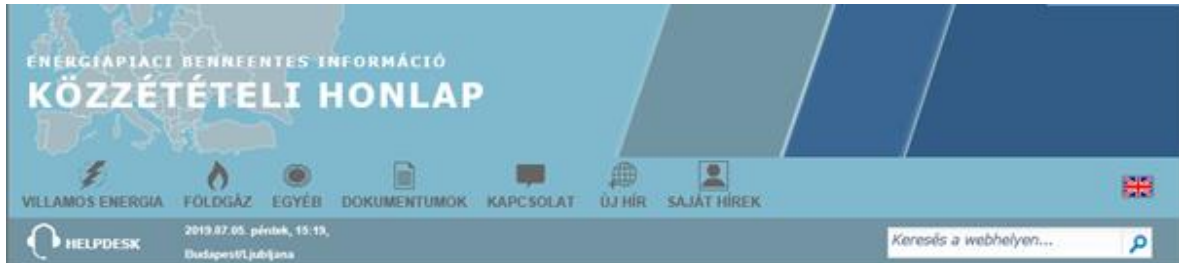 ENERGIAPIACI BENNFENTES INFORMÁCIÓ
KÖZZÉTÉTELI HONLAP
VILLAMOS ENERGIA FÖLDGÁZ EGYÉB DOKUMENTUMOK KAPCSOLAT ÚJ HÍR SAJÁT HÍREK
HELPDESK
2019.07.05. péntek, 15:19,
Budapest/Ljubljana
Keresés a webhelyen...